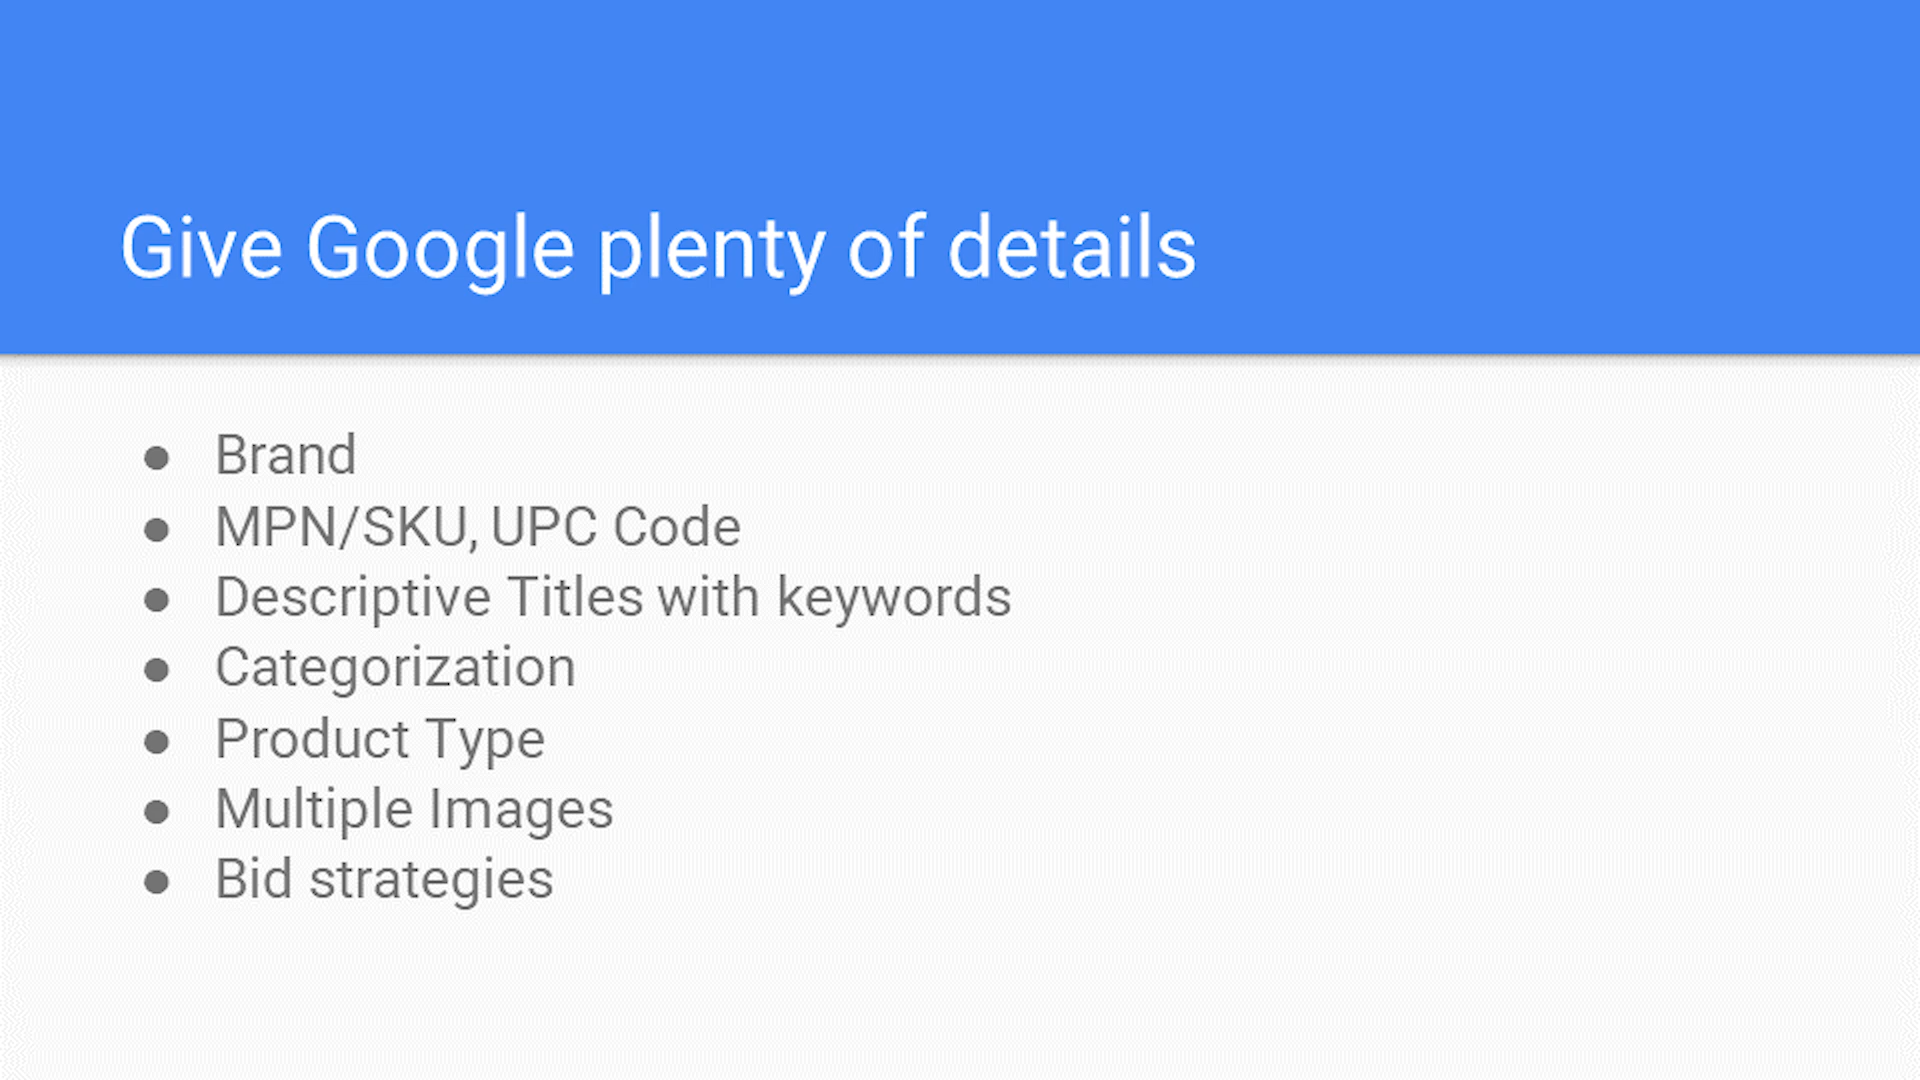 Give Google plenty of details
● Brand
● MPN/SKU, UPC Code
● Descriptive Titles with keywords
● Categorization
● Product Type
● Multiple Images
● Bid strategies